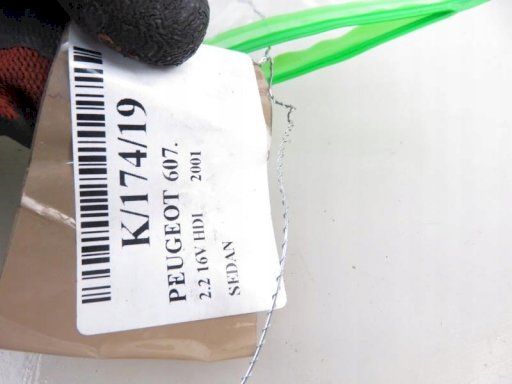 K/174/19
PEUGEOT 607.
2.2 16V HDI 2001
SEDAN